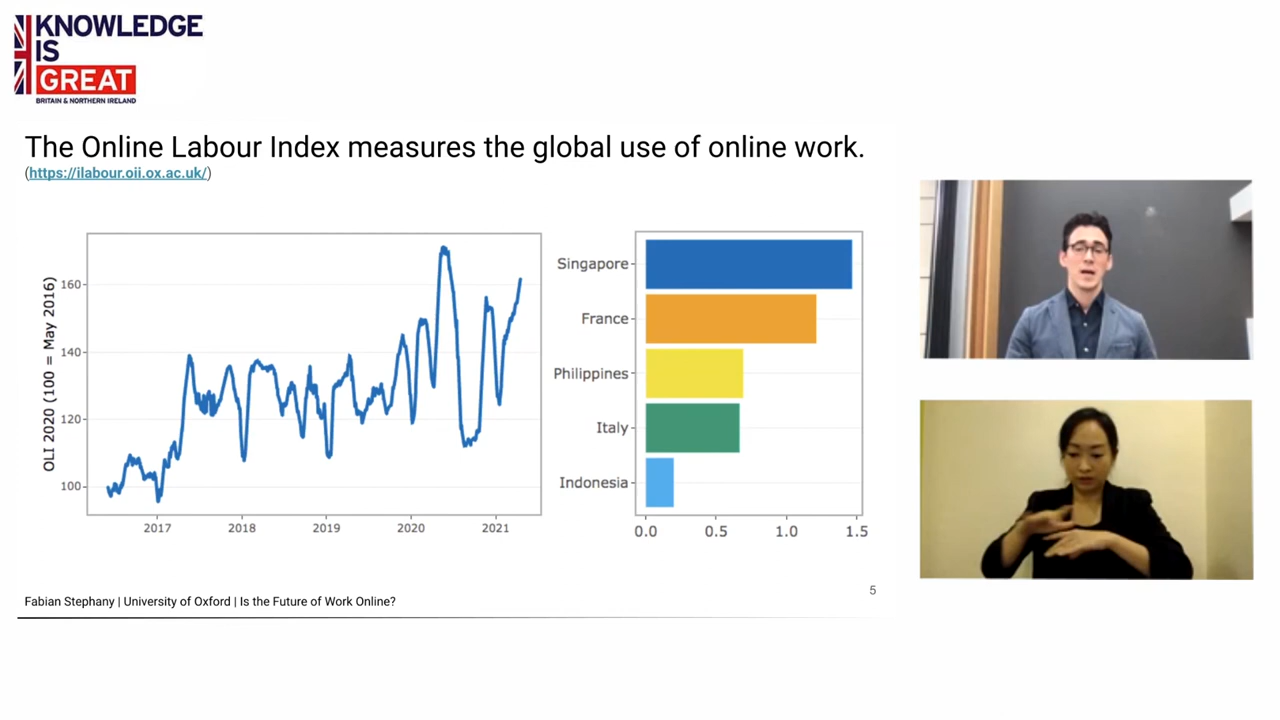 KNOWLEDGE
IS
GREAT
BRITAIN & NORTHERN IRELAND
The Online Labour Index measures the global use of online work.
(https://ilabour.oii.ox.ac.uk/)
OLI 2020 (100 = May 2016)
160
140
120
100
2017 2018 2019 2020 2021
Singapore
France
Philippines
Italy
Indonesia
0.0 0.5 1.0 1.5
5
Fabian Stephany | University of Oxford | Is the Future of Work Online?